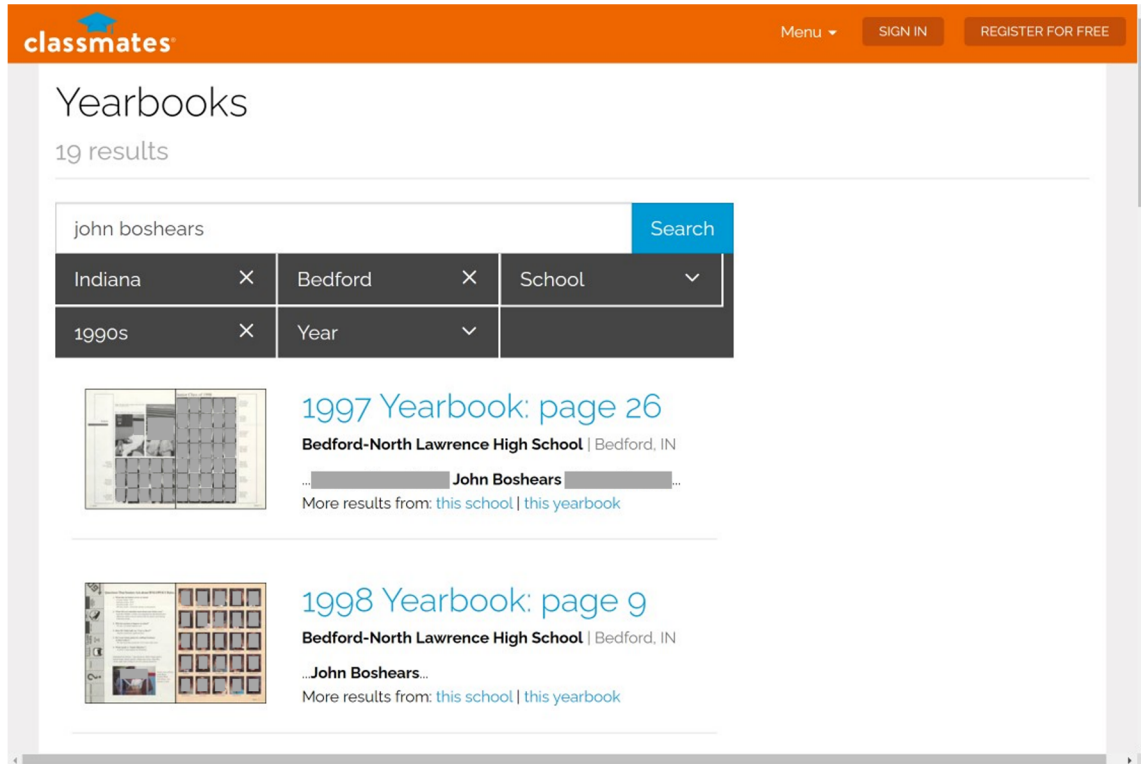 classmates®
Menu
SIGN IN
REGISTER FOR FREE
Yearbooks
19 results
john boshears
Search
Indiana
Bedford
School
1990s
Year
1997 Yearbook: page 26
Bedford-North Lawrence High School | Bedford, IN
... John Boshears ...
More results from: this school | this yearbook
1998 Yearbook: page 9
Bedford-North Lawrence High School | Bedford, IN
...John Boshears...
More results from: this school | this yearbook